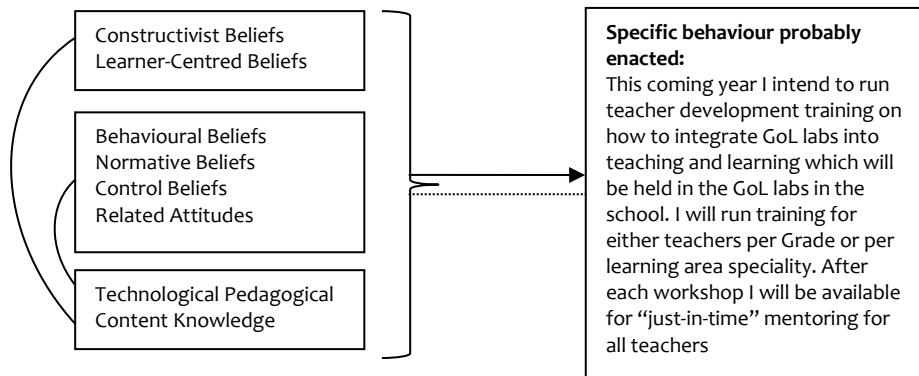 Constructivist Beliefs
Learner-Centred Beliefs
Behavioural Beliefs
Normative Beliefs
Control Beliefs
Related Attitudes
Technological Pedagogical
Content Knowledge
Specific behaviour probably
enacted:
This coming year I intend to run
teacher development training on
how to integrate GoL labs into
teaching and learning which will
be held in the GoL labs in the
school. I will run training for
either teachers per Grade or per
learning area speciality. After
each workshop I will be available
for “just-in-time” mentoring for
all teachers